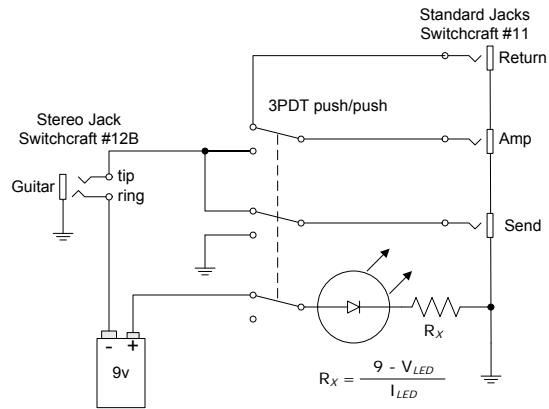 Standard Jacks
Switchcraft #11
Return
3PDT push/push
Stereo Jack
Switchcraft #12B
Amp
tip
Guitar
ring
Send
- +
9v
R_X
R_X = 9 - V_LED
I_LED